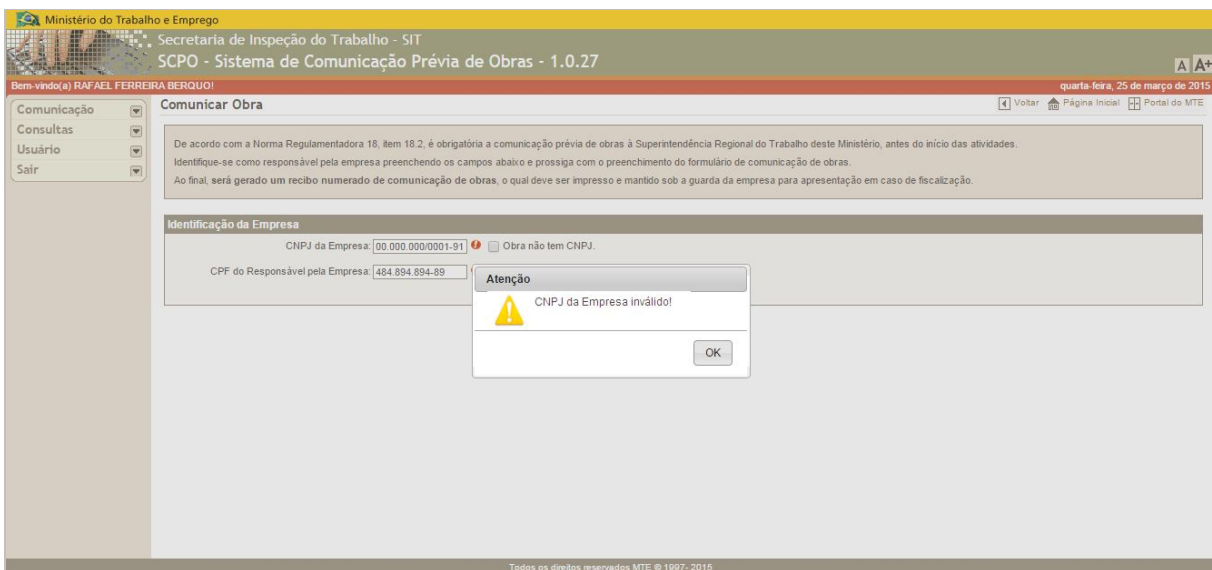 Ministério do Trabalho e Emprego
Secretaria de Inspeção do Trabalho - SIT
SCPO - Sistema de Comunicação Prévia de Obras - 1.0.27
A A+
Bem-vindo(a) RAFAEL FERREIRA BERQUO! quarta-feira, 25 de março de 2015
Comunicação
Consultas
Usuário
Sair
Comunicar Obra
Voltar Página Inicial Portal do MTE
De acordo com a Norma Regulamentadora 18, item 18.2, é obrigatória a comunicação prévia de obras à Superintendência Regional do Trabalho deste Ministério, antes do início das atividades.
Identifique-se como responsável pela empresa preenchendo os campos abaixo e prossiga com o preenchimento do formulário de comunicação de obras.
Ao final, será gerado um recibo numerado de comunicação de obras, o qual deve ser impresso e mantido sob a guarda da empresa para apresentação em caso de fiscalização.
Identificação da Empresa
CNPJ da Empresa: 00.000.000/0001-91 Obra não tem CNPJ.
CPF do Responsável pela Empresa: 484.894.894-89
Atenção
CNPJ da Empresa inválido!
OK
Todos os direitos reservados MTE © 1997- 2015